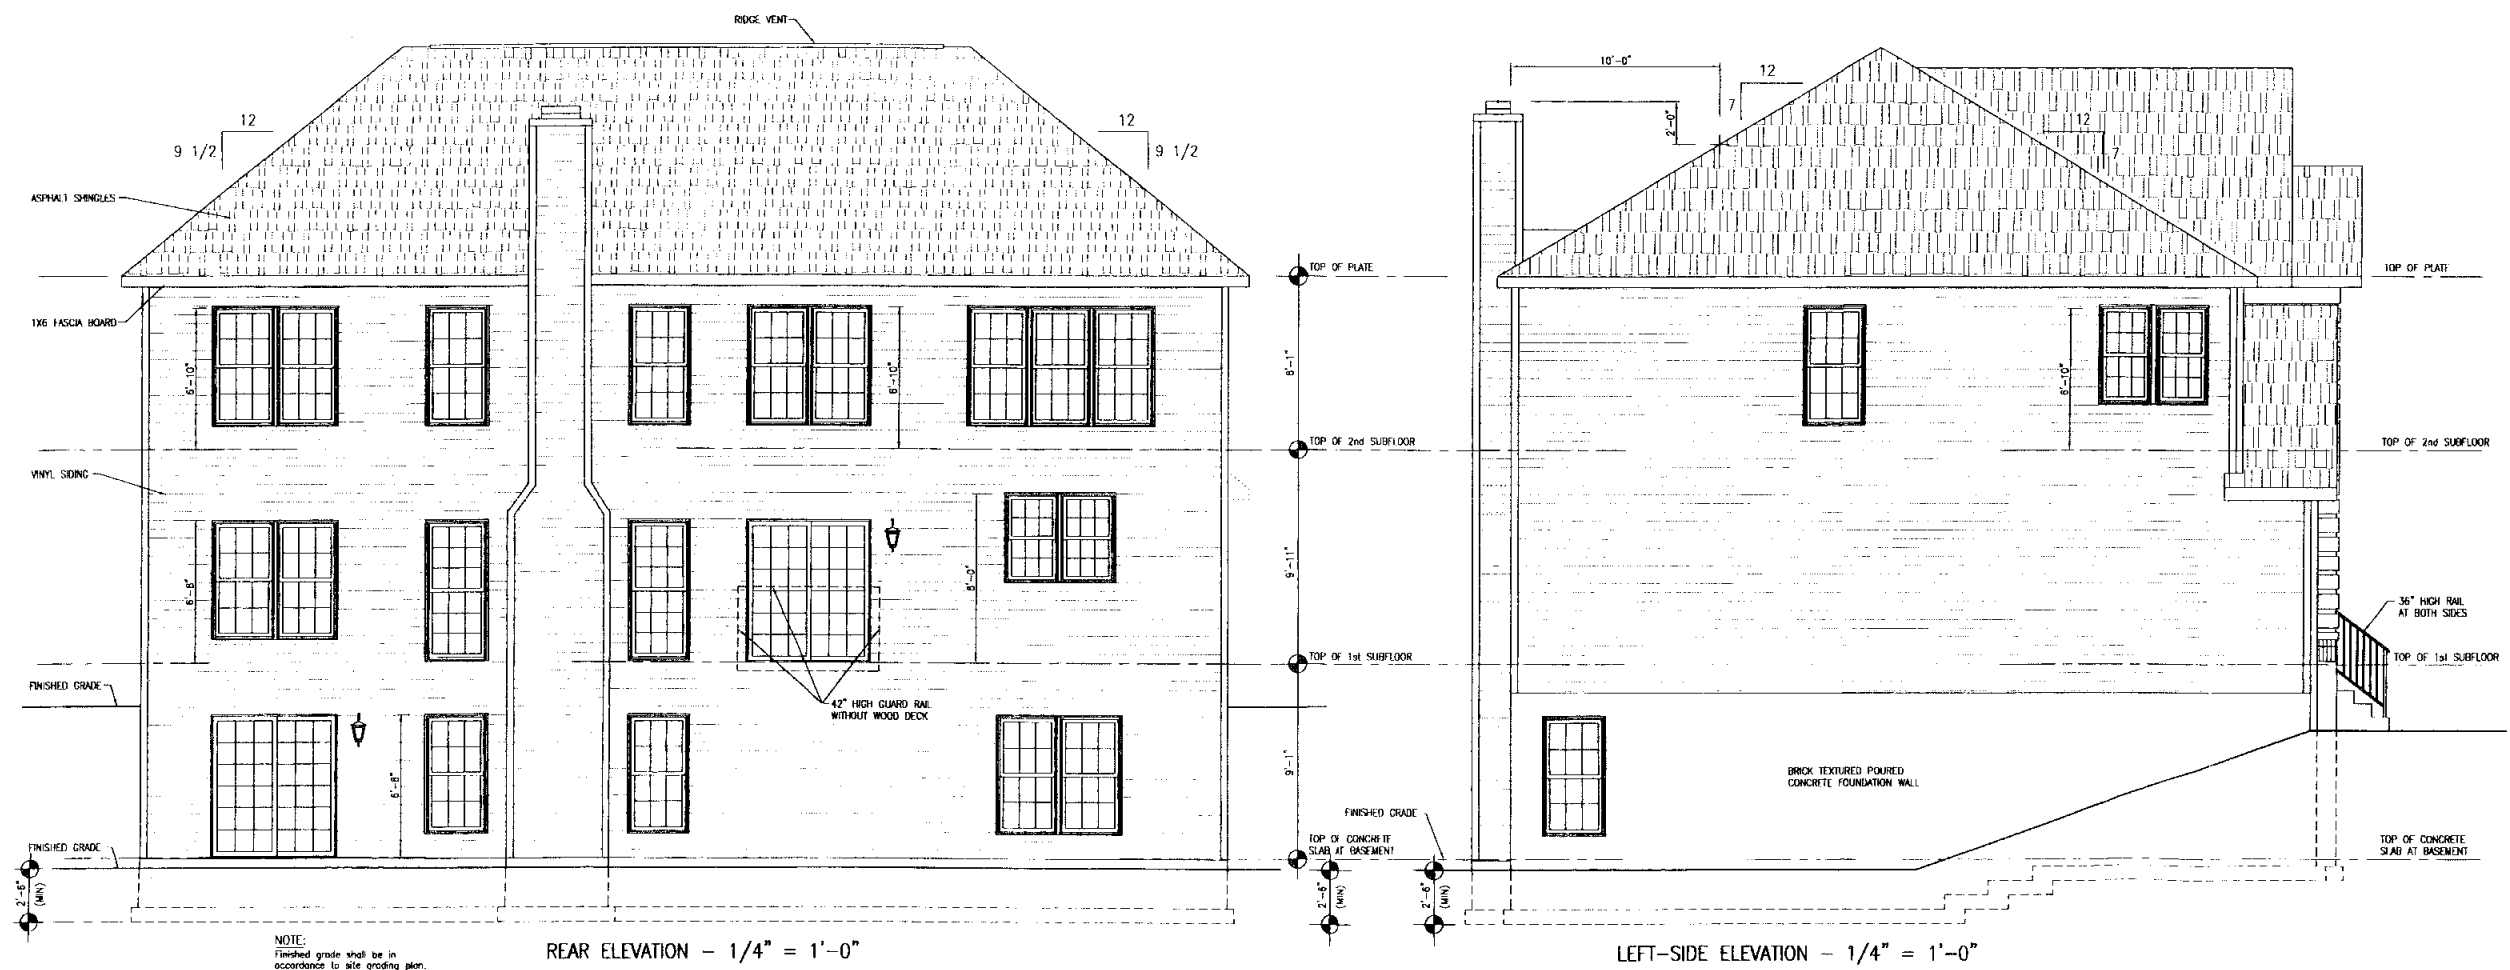 RIDGE VENT
12
9 1/2
12
9 1/2
ASPHALT SHINGLES
1X6 FASCIA BOARD
6'-10"
6'-10"
VINYL SIDING
6'-8"
8'-0"
FINISHED GRADE
42" HIGH GUARD RAIL
WITHOUT WOOD DECK
6'-8"
FINISHED GRADE
2'-6"
(MIN)
NOTE:
Finished grade shall be in
accordance to site grading plan.
REAR ELEVATION - 1/4" = 1'-0"
TOP OF PLATE
8'-1"
TOP OF 2nd SUBFLOOR
9'-11"
TOP OF 1st SUBFLOOR
9'-1"
TOP OF CONCRETE
SLAB AT BASEMENT
2'-6"
(MIN)
10'-0"
12
7
2'-0"
12
7
TOP OF PLATE
6'-10"
TOP OF 2nd SUBFLOOR
36" HIGH RAIL
AT BOTH SIDES
TOP OF 1st SUBFLOOR
BRICK TEXTURED POURED
CONCRETE FOUNDATION WALL
FINISHED GRADE
TOP OF CONCRETE
SLAB AT BASEMENT
2'-6"
(MIN)
LEFT-SIDE ELEVATION - 1/4" = 1'-0"